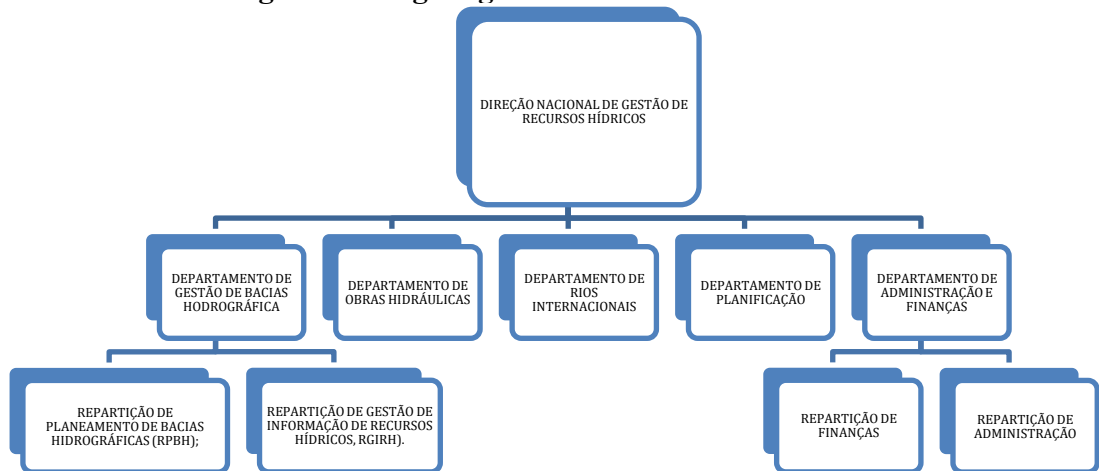 DIREÇÃO NACIONAL DE GESTÃO DE
RECURSOS HÍDRICOS
DEPARTAMENTO DE
GESTÃO DE BACIAS
HODROGRÁFICA
DEPARTAMENTO DE
OBRAS HIDRÁULICAS
DEPARTAMENTO DE
RIOS
INTERNACIONAIS
DEPARTAMENTO DE
PLANIFICAÇÃO
DEPARTAMENTO DE
ADMINISTRAÇÃO E
FINANÇAS
REPARTIÇÃO DE
PLANEAMENTO DE BACIAS
HIDROGRÁFICAS (RPBH);
REPARTIÇÃO DE GESTÃO DE
INFORMAÇÃO DE RECURSOS
HÍDRICOS, RGIRH).
REPARTIÇÃO DE
FINANÇAS
REPARTIÇÃO DE
ADMINISTRAÇÃO